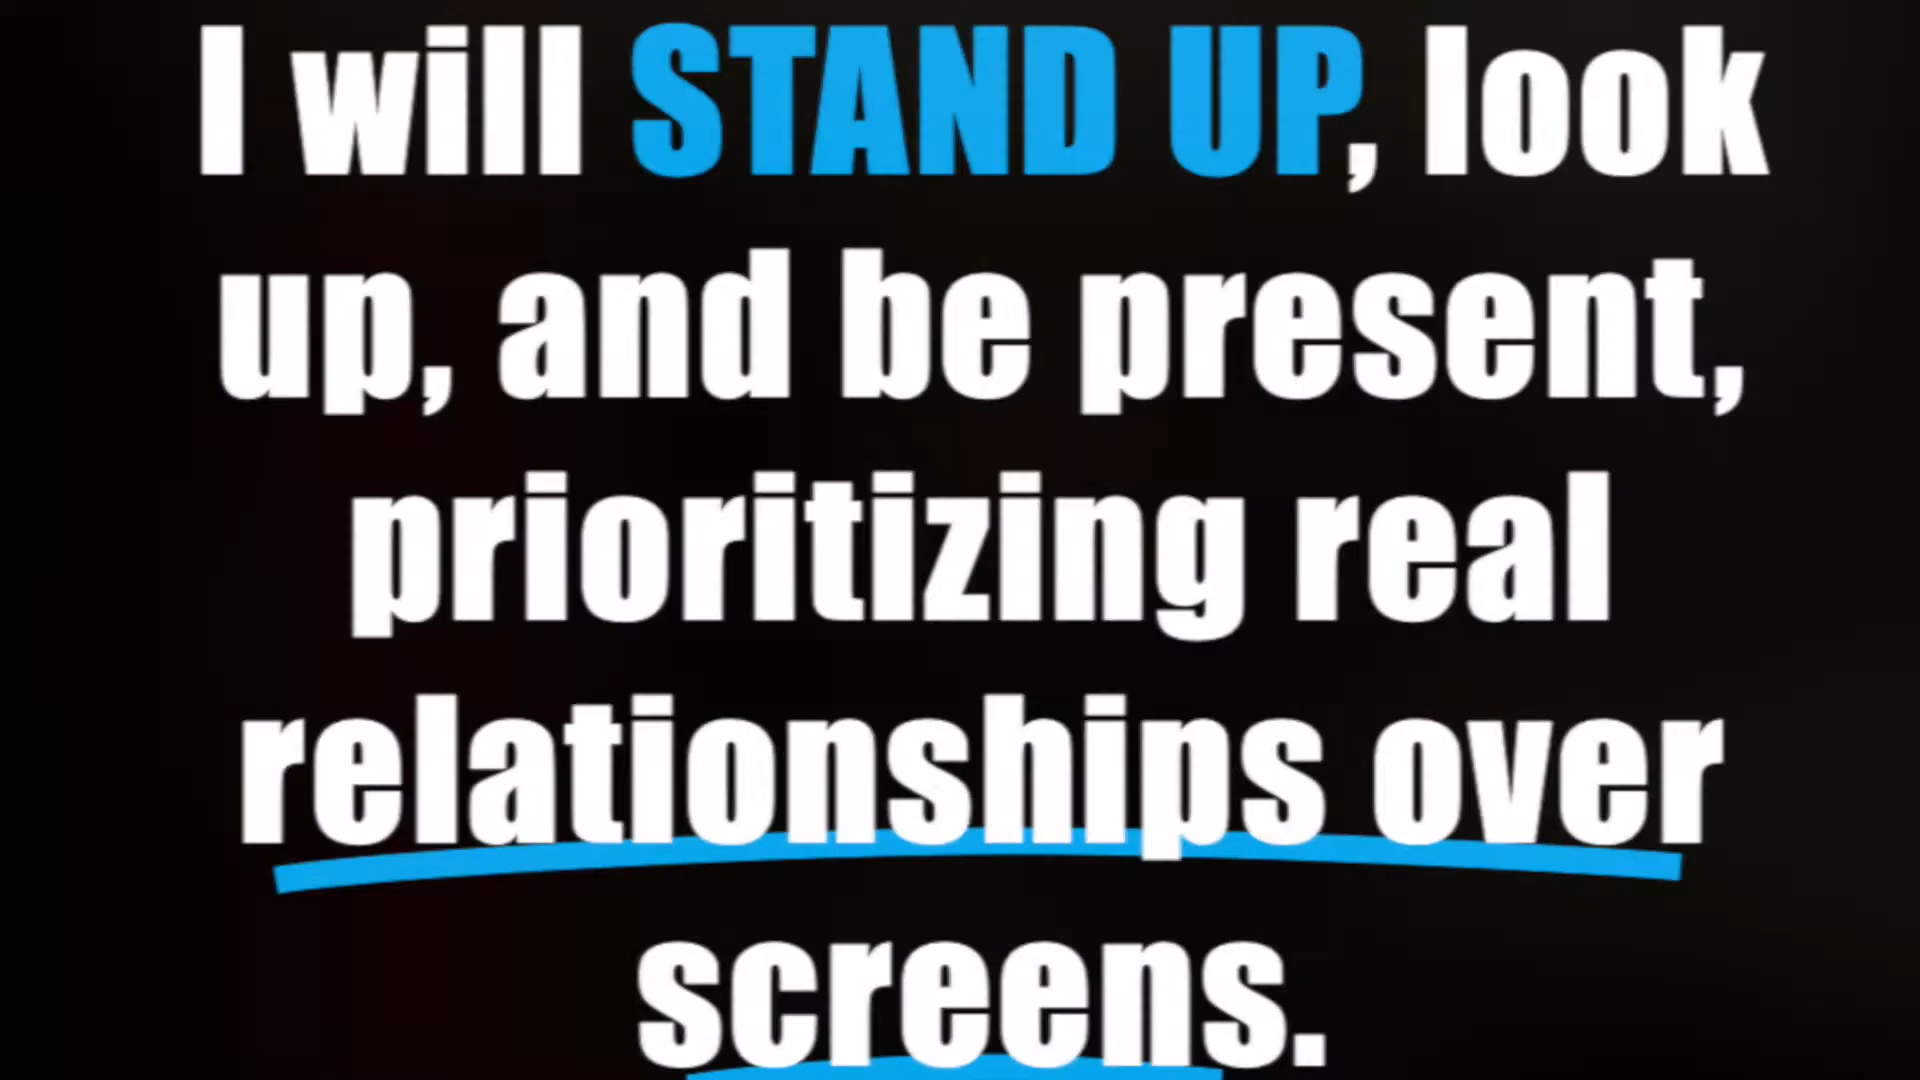 I will STAND UP, look
up, and be present,
prioritizing real
relationships over
screens.